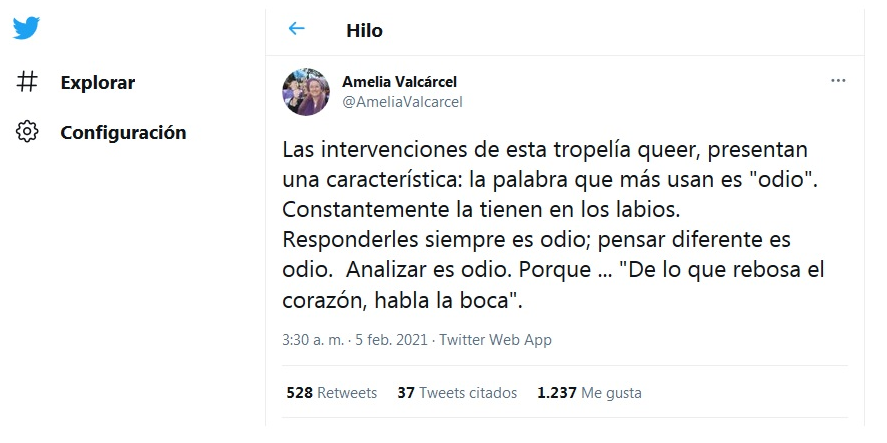 Hilo
Explorar
Configuración
Amelia Valcárcel
@AmeliaValcarcel
Las intervenciones de esta tropelía queer, presentan
una característica: la palabra que más usan es "odio".
Constantemente la tienen en los labios.
Responderles siempre es odio; pensar diferente es
odio.  Analizar es odio. Porque ... "De lo que rebosa el
corazón, habla la boca".
3:30 a. m. · 5 feb. 2021 · Twitter Web App
528 Retweets 37 Tweets citados 1.237 Me gusta